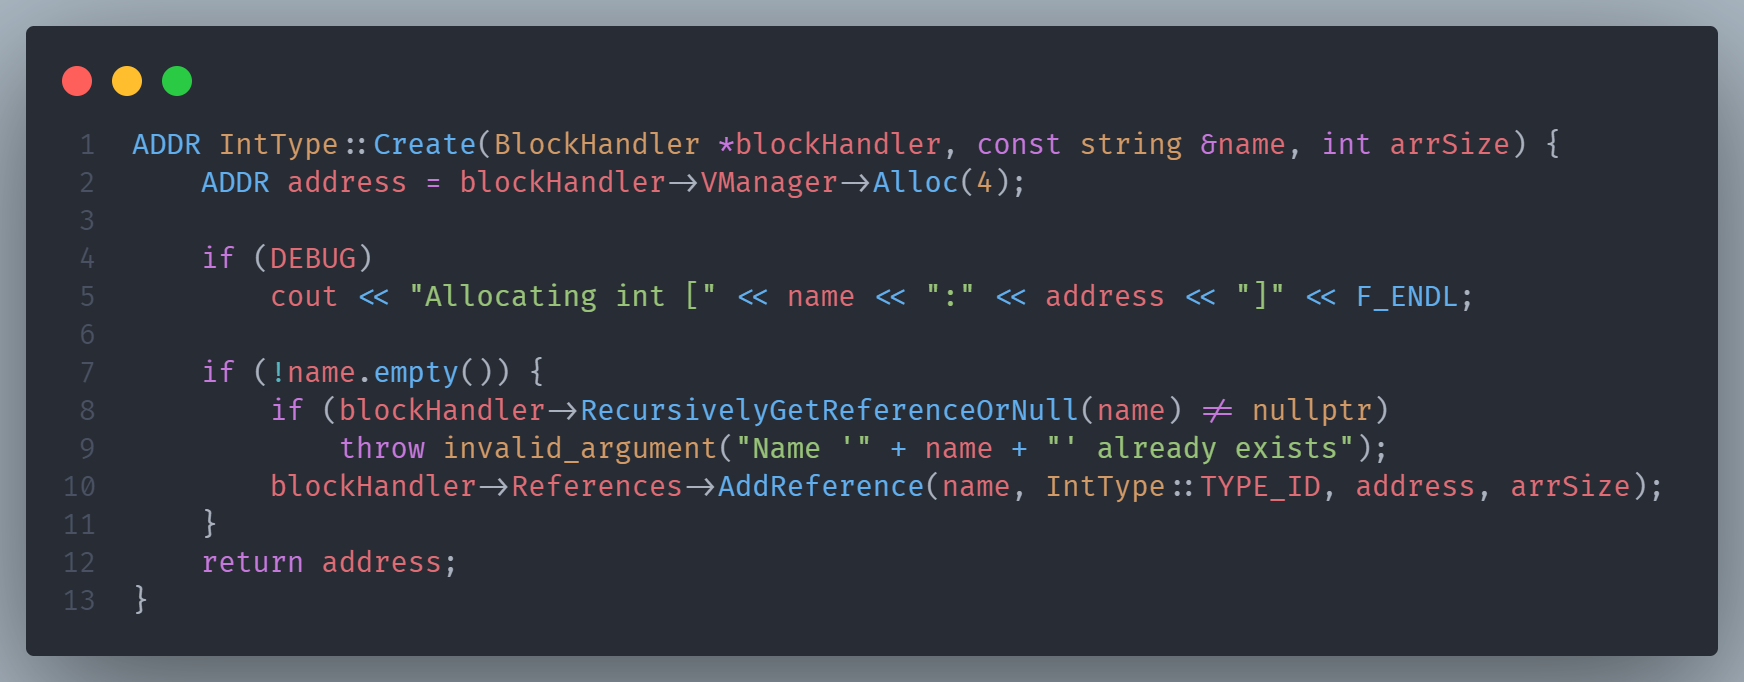 1 ADDR IntType::Create(BlockHandler *blockHandler, const string &name, int arrSize) {
2     ADDR address = blockHandler->VManager->Alloc(4);
3
4     if (DEBUG)
5         cout << "Allocating int [" << name << ":" << address << "]" << F_ENDL;
6
7     if (!name.empty()) {
8         if (blockHandler->RecursivelyGetReferenceOrNull(name) != nullptr)
9             throw invalid_argument("Name '" + name + "' already exists");
10         blockHandler->References->AddReference(name, IntType::TYPE_ID, address, arrSize);
11     }
12     return address;
13 }